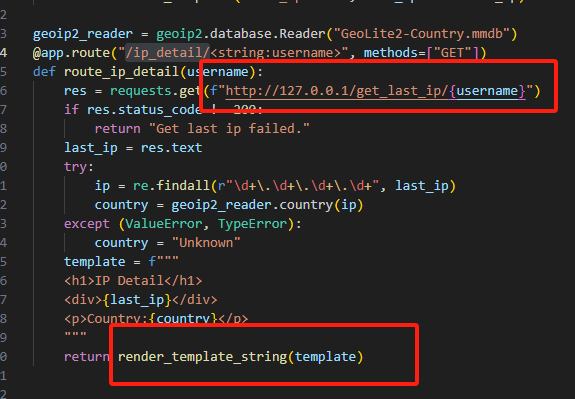 3 geoip2_reader = geoip2.database.Reader("GeoLite2-Country.mmdb")
4 @app.route("/ip_detail/<string:username>", methods=["GET"])
5 def route_ip_detail(username):
6     res = requests.get(f"http://127.0.0.1/get_last_ip/{username}")
7     if res.status_code 200:
8         return "Get last ip failed."
9     last_ip = res.text
0     try:
1         ip = re.findall(r"\d+\.\d+\.\d+\.\d+", last_ip)
2         country = geoip2_reader.country(ip)
3     except (ValueError, TypeError):
4         country = "Unknown"
5     template = f"""
6     <h1>IP Detail</h1>
7     <div>{last_ip}</div>
8     <p>Country:{country}</p>
9     """
0     return render_template_string(template)
1
2